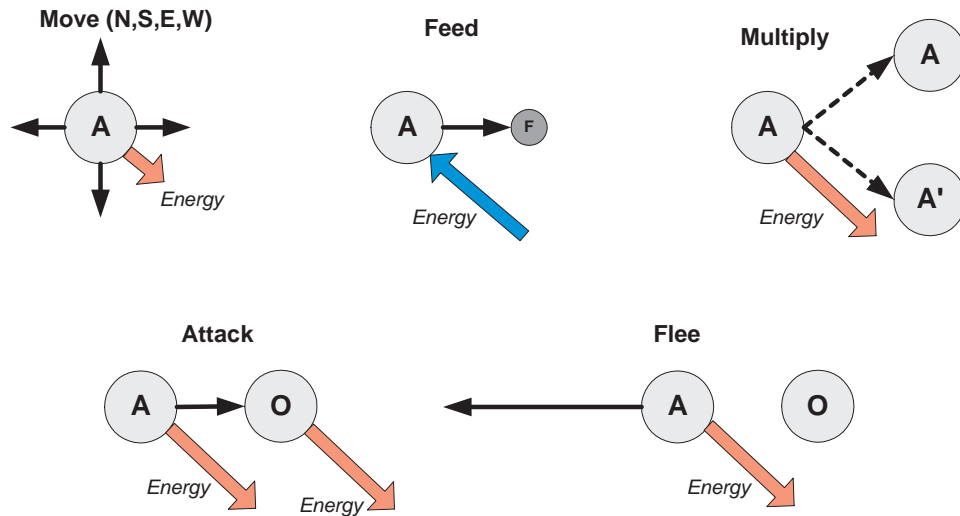 Move (N,S,E,W)
A
Energy
Feed
A
F
Energy
Multiply
A
A
A'
Energy
Attack
A
O
Energy
Energy
Flee
A
O
Energy